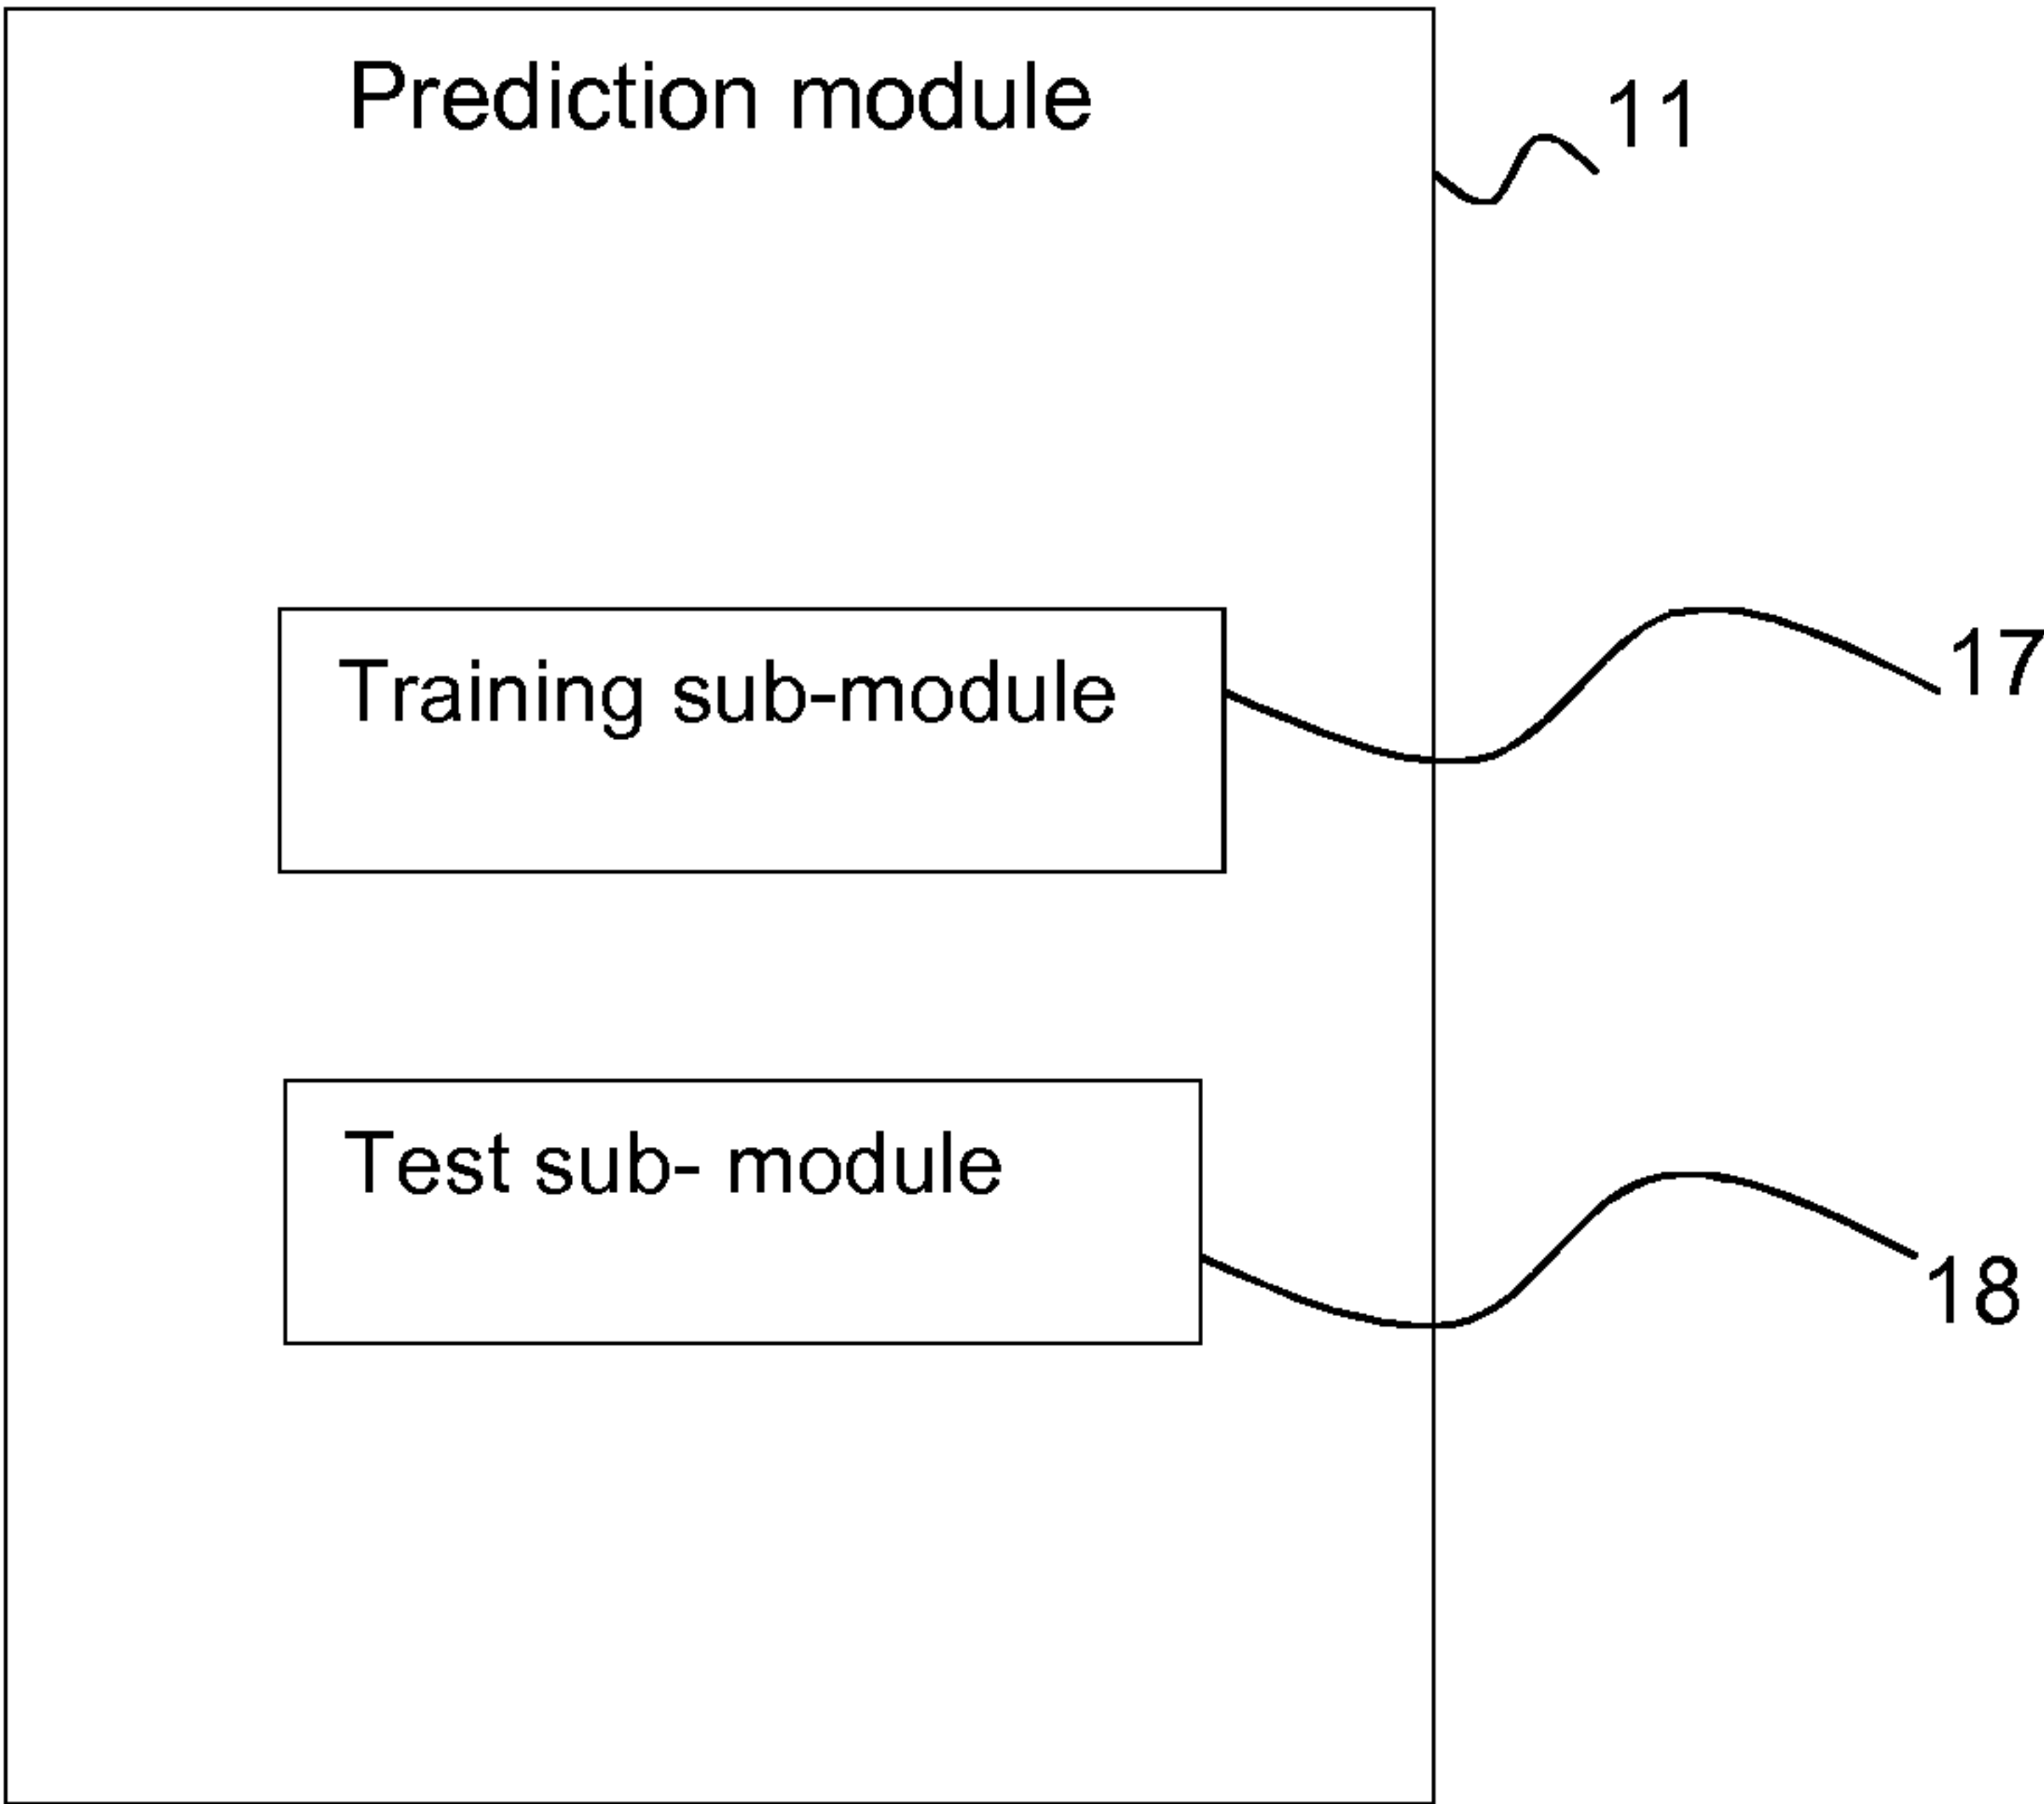 Prediction module
11
Training sub-module
17
Test sub- module
18